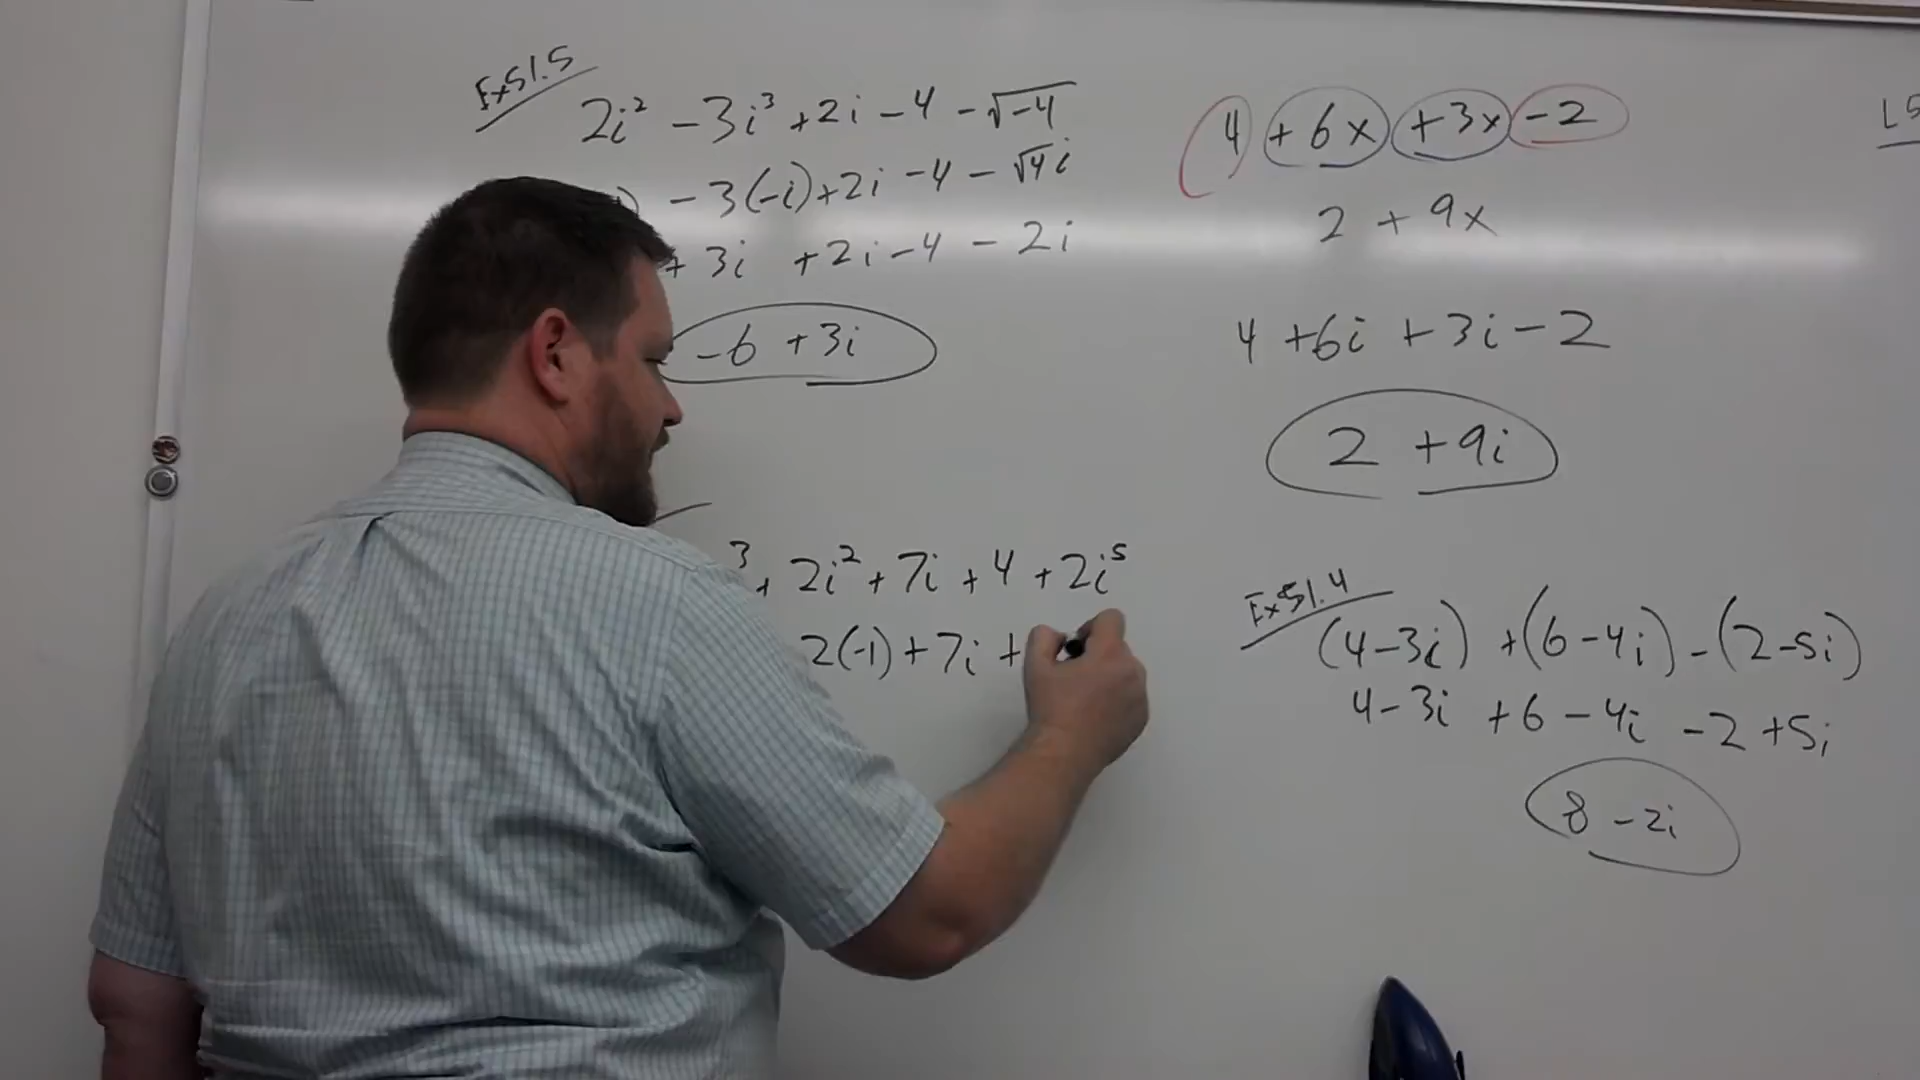 Ex 51.5
2i² - 3i³ + 2i - 4 - √-4
) - 3(-i) + 2i - 4 - √4 i
+ 3i + 2i - 4 - 2i
-6 + 3i
³ + 2i² + 7i + 4 + 2i⁵
2(-1) + 7i +
4 + 6x + 3x - 2
2 + 9x
4 + 6i + 3i - 2
2 + 9i
Ex 51.4
(4 - 3i) + (6 - 4i) - (2 - 5i)
4 - 3i + 6 - 4i - 2 + 5i
8 - 2i